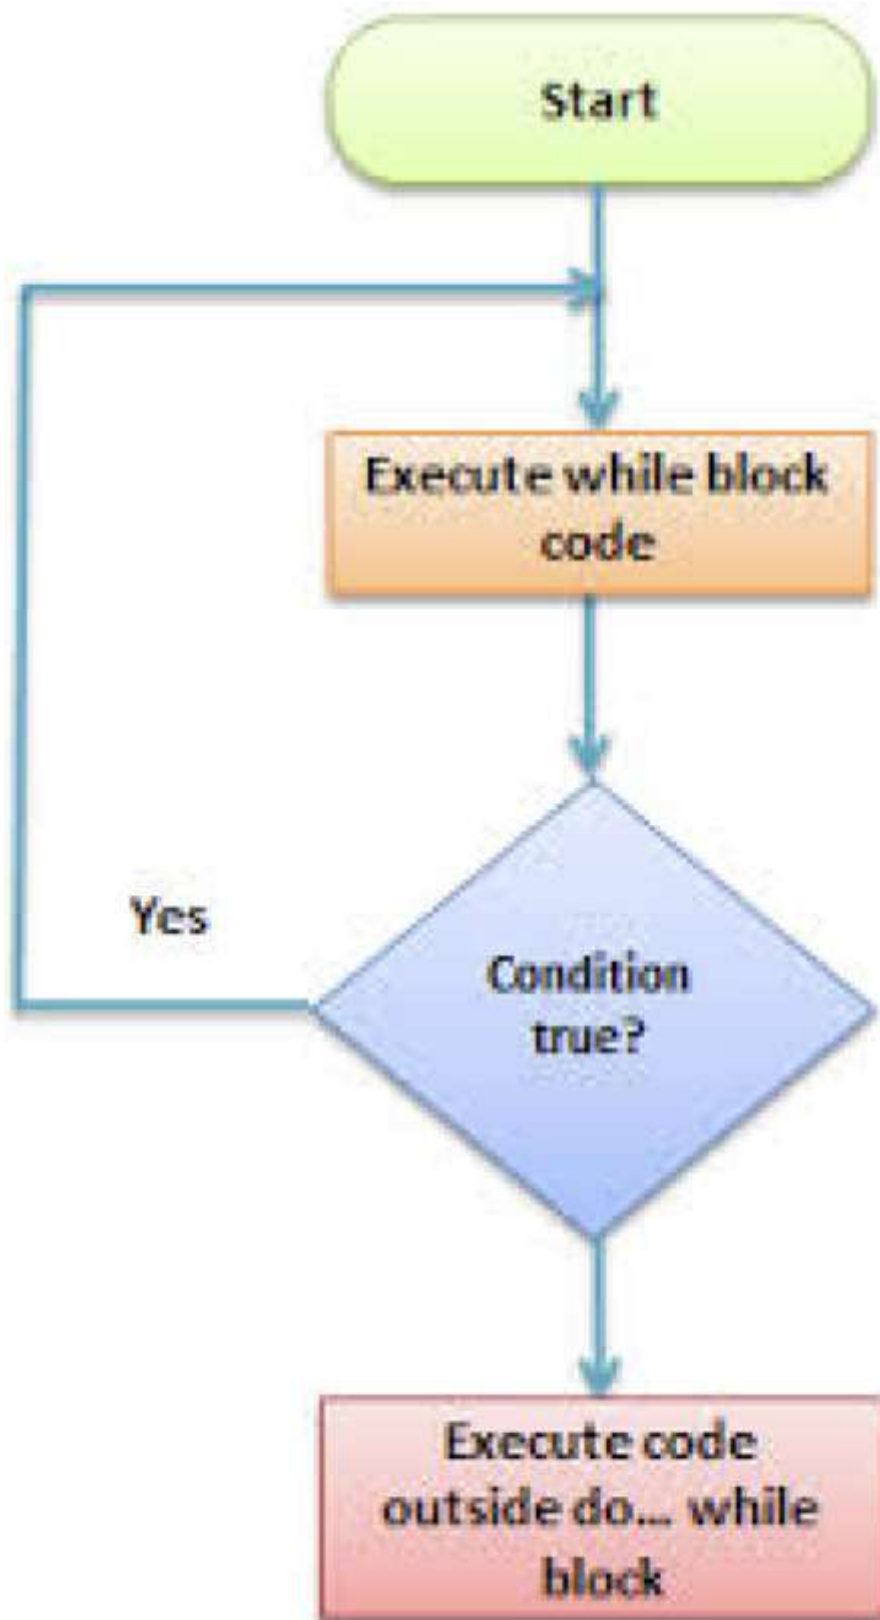 Start
Execute while block
code
Yes
Condition
true?
Execute code
outside do... while
block